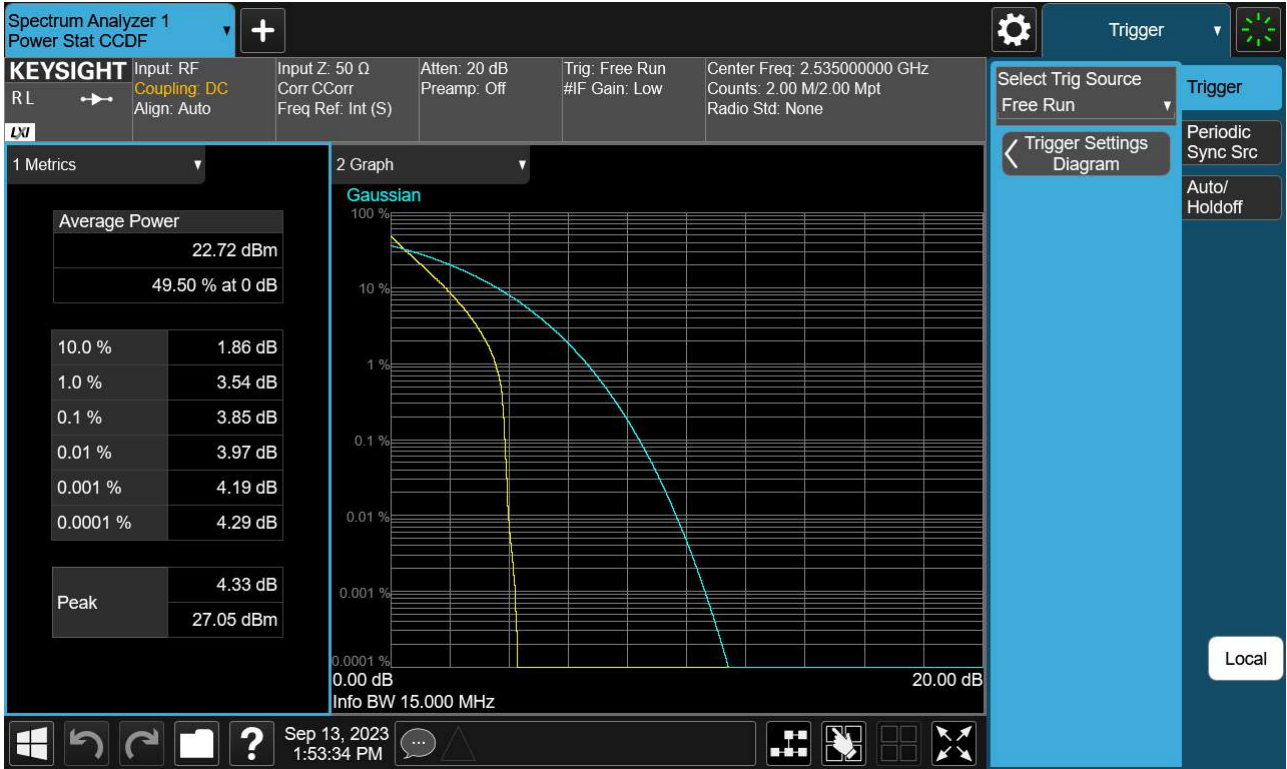 Spectrum Analyzer 1
Power Stat CCDF
+
Trigger
KEYSIGHT
R L
LXI
Input: RF
Coupling: DC
Align: Auto
Input Z: 50 Ω
Corr CCorr
Freq Ref: Int (S)
Atten: 20 dB
Preamp: Off
Trig: Free Run
#IF Gain: Low
Center Freq: 2.535000000 GHz
Counts: 2.00 M/2.00 Mpt
Radio Std: None
Select Trig Source
Free Run
Trigger Settings
Diagram
Trigger
Periodic
Sync Src
Auto/
Holdoff
1 Metrics
Average Power
22.72 dBm
49.50 % at 0 dB
10.0 % 1.86 dB
1.0 % 3.54 dB
0.1 % 3.85 dB
0.01 % 3.97 dB
0.001 % 4.19 dB
0.0001 % 4.29 dB
Peak
4.33 dB
27.05 dBm
2 Graph
Gaussian
100 %
10 %
1 %
0.1 %
0.01 %
0.001 %
0.0001 %
0.00 dB 20.00 dB
Info BW 15.000 MHz
Local
?
Sep 13, 2023
1:53:34 PM